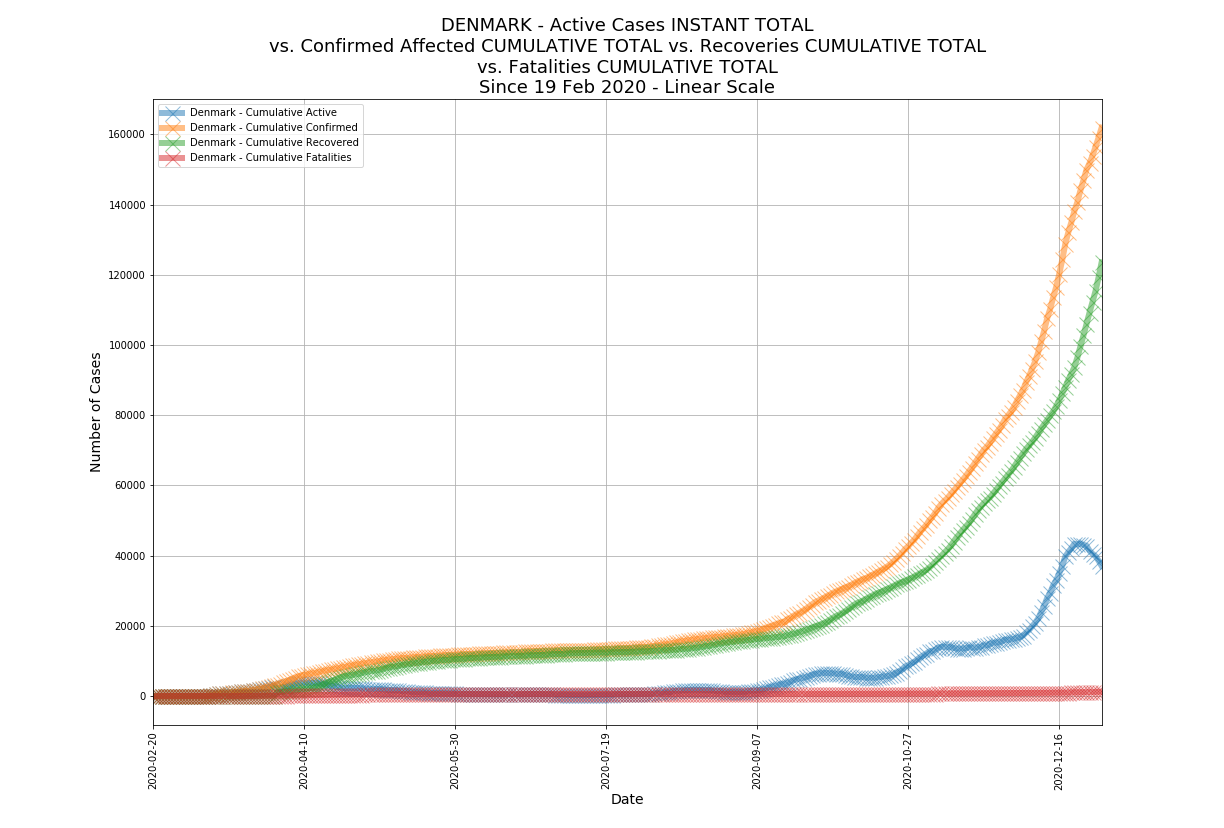 DENMARK - Active Cases INSTANT TOTAL
vs. Confirmed Affected CUMULATIVE TOTAL vs. Recoveries CUMULATIVE TOTAL
vs. Fatalities CUMULATIVE TOTAL
Since 19 Feb 2020 - Linear Scale
Denmark - Cumulative Active
Denmark - Cumulative Confirmed
Denmark - Cumulative Recovered
Denmark - Cumulative Fatalities
Number of Cases
160000
140000
120000
100000
80000
60000
40000
20000
0
2020-02-20
2020-04-10
2020-05-30
2020-07-19
2020-09-07
2020-10-27
2020-12-16
Date